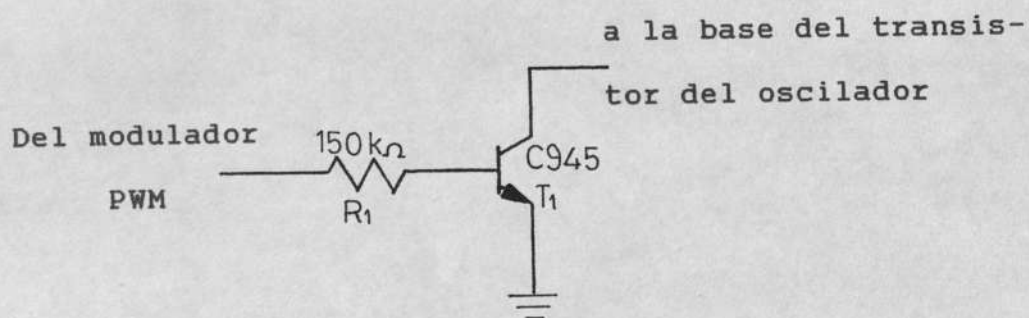 a la base del transis-
tor del oscilador
Del modulador
PWM
150kΩ
R1
C945
T1